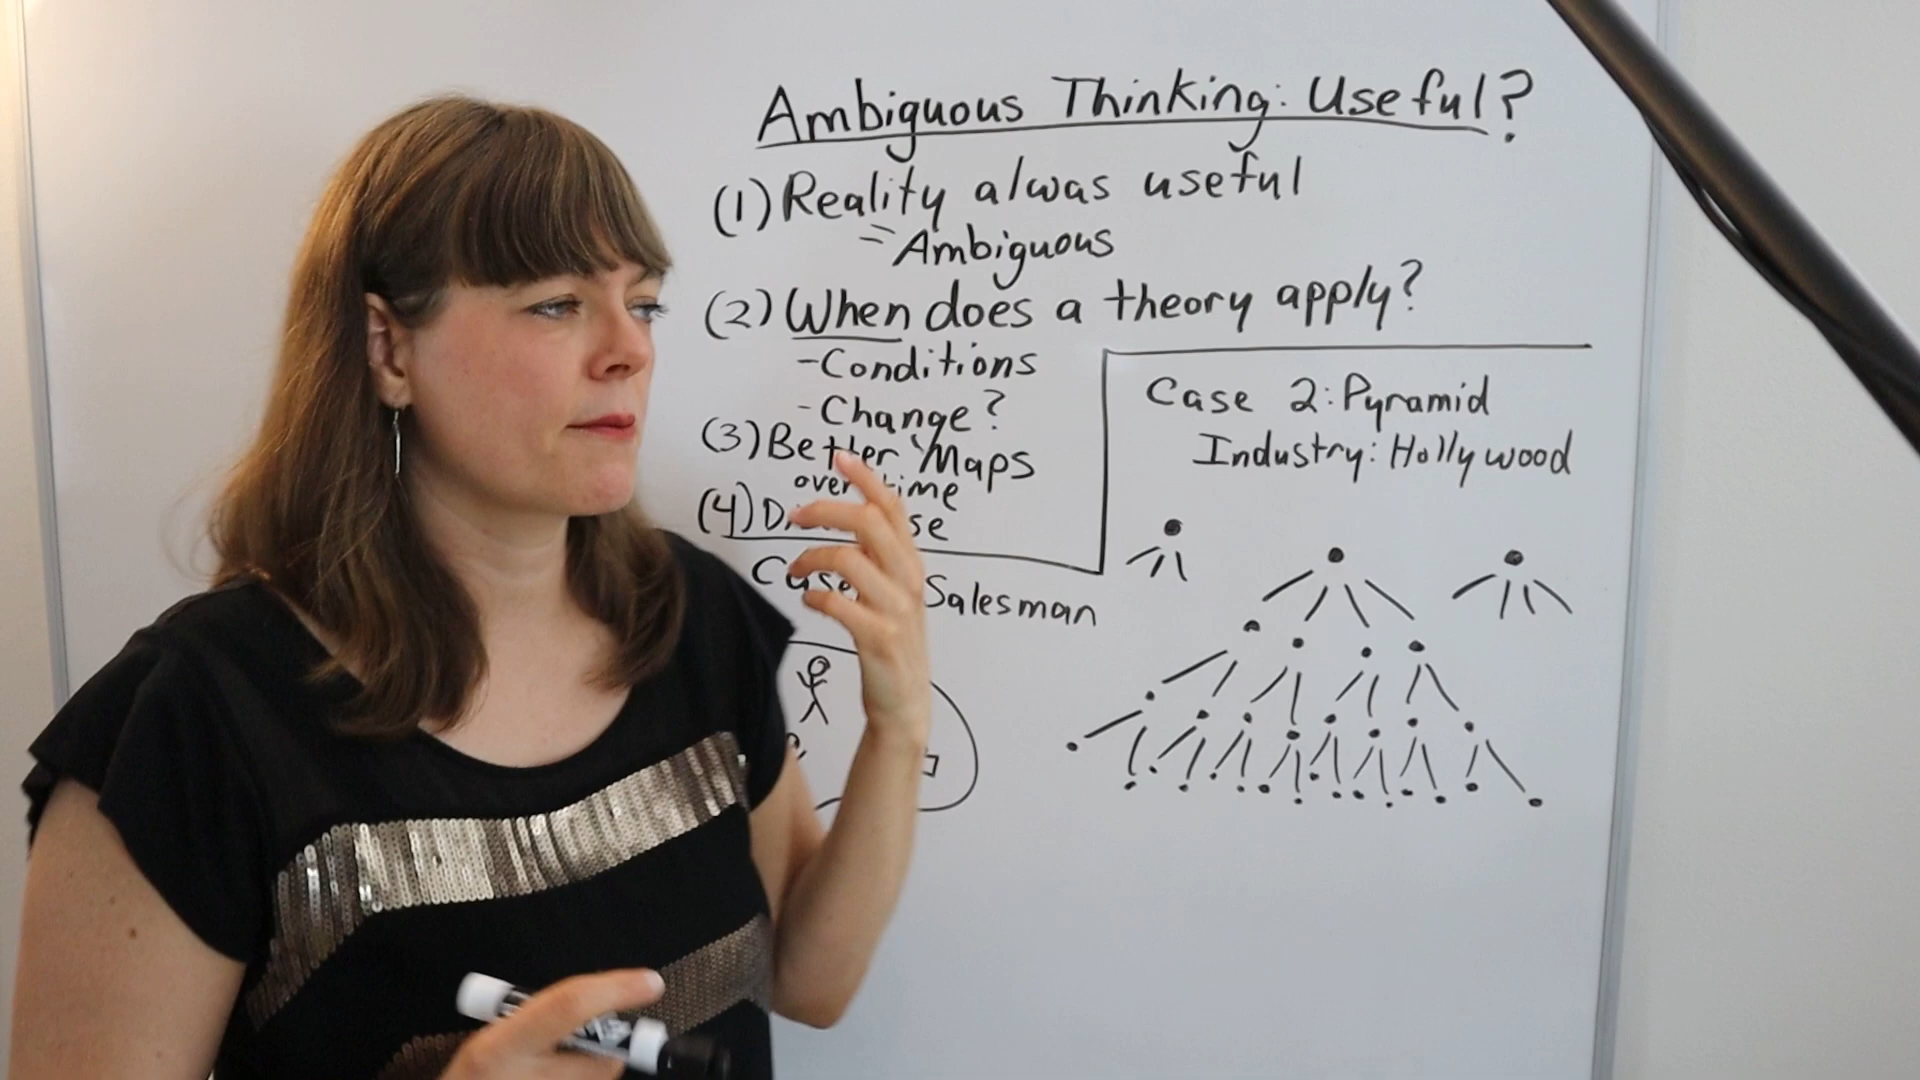 Ambiguous Thinking: Useful?
(1) Reality alwas useful
= Ambiguous
(2) When does a theory apply?
- Conditions
- Change?
(3) Better Maps
over time
(4)
Case Salesman
Case 2: Pyramid
Industry: Hollywood